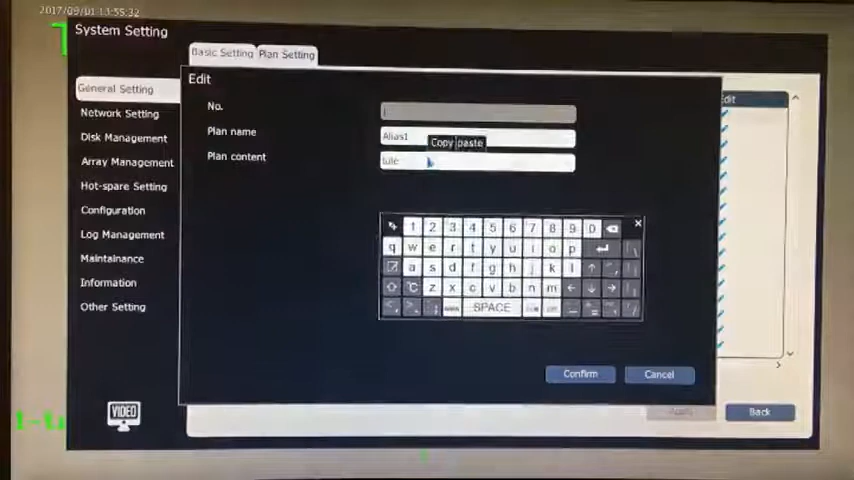 2017/09/01 13:55:32
System Setting
Basic Setting Plan Setting
Edit
General Setting
Network Setting
Disk Management
Array Management
Hot-spare Setting
Configuration
Log Management
Maintainance
Information
Other Setting
VIDEO
No.
Plan name
Alias1
Copy paste
Plan content
Edit
1 2 3 4 5 6 7 8 9 0
q w e r t y u i o p
a s d f g h j k l
z x c v b n m
SPACE
Confirm
Cancel
Apply
Back